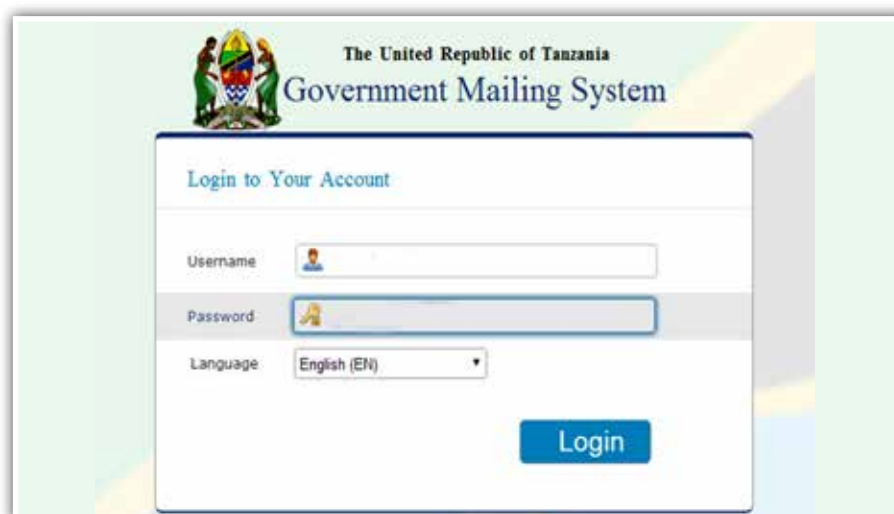 The United Republic of Tanzania
Government Mailing System
Login to Your Account
Username
Password
Language
English (EN)
Login